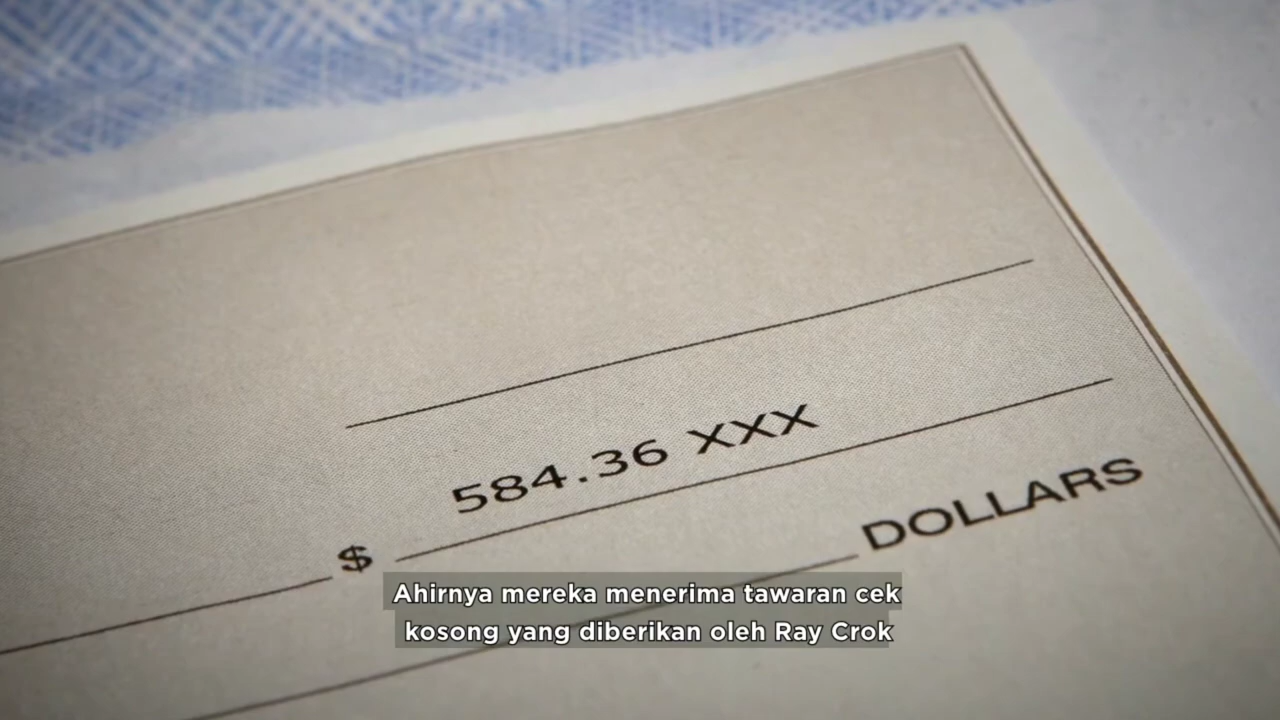 584.36 XXX
$
DOLLARS
Ahirnya mereka menerima tawaran cek
kosong yang diberikan oleh Ray Crok